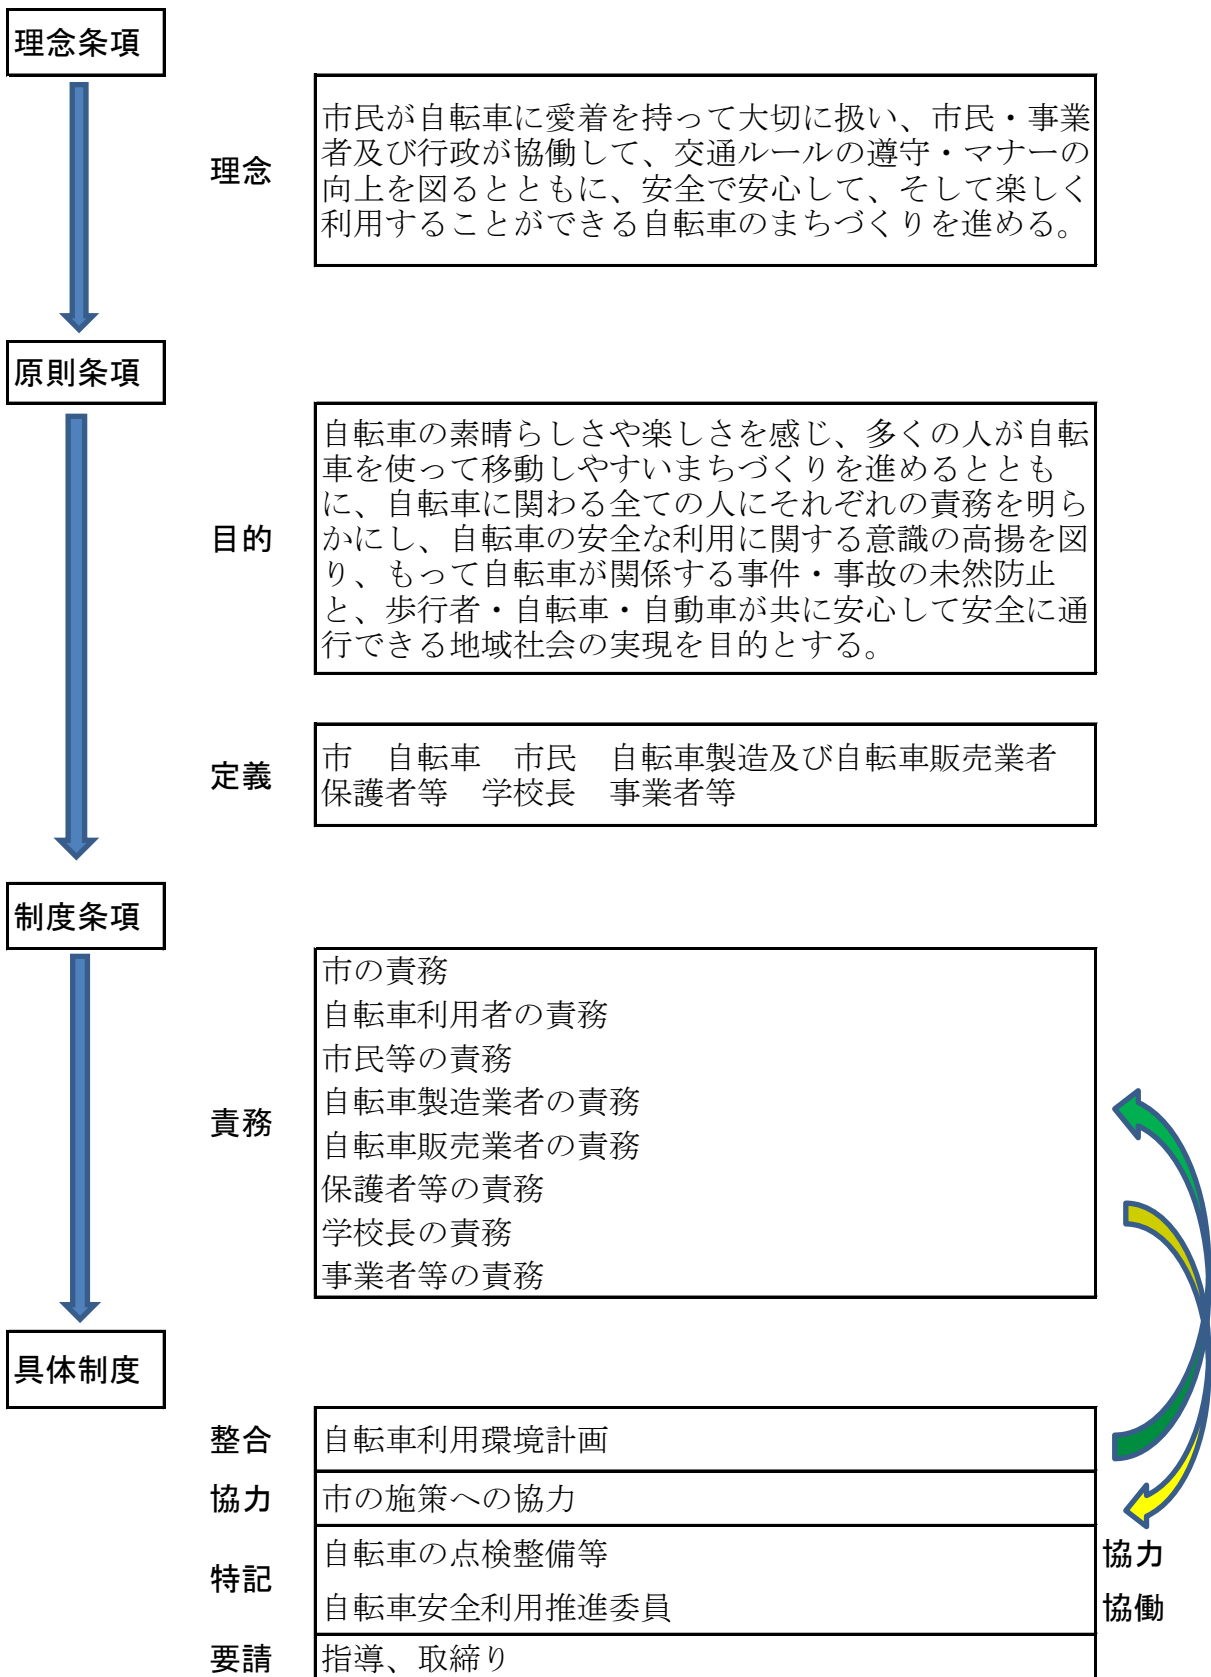 理念条項
理念
市民が自転車に愛着を持って大切に扱い、市民・事業
者及び行政が協働して、交通ルールの遵守・マナーの
向上を図るとともに、安全で安心して、そして楽しく
利用することができる自転車のまちづくりを進める。
原則条項
目的
自転車の素晴らしさや楽しさを感じ、多くの人が自転
車を使って移動しやすいまちづくりを進めるととも
に、自転車に関わる全ての人にそれぞれの責務を明ら
かにし、自転車の安全な利用に関する意識の高揚を図
り、もって自転車が関係する事件・事故の未然防止
と、歩行者・自転車・自動車が共に安心して安全に通
行できる地域社会の実現を目的とする。
定義
市　自転車　市民　自転車製造及び自転車販売業者
保護者等　学校長　事業者等
制度条項
責務
市の責務
自転車利用者の責務
市民等の責務
自転車製造業者の責務
自転車販売業者の責務
保護者等の責務
学校長の責務
事業者等の責務
具体制度
整合　自転車利用環境計画
協力　市の施策への協力
特記
自転車の点検整備等　協力
自転車安全利用推進委員　協働
要請　指導、取締り